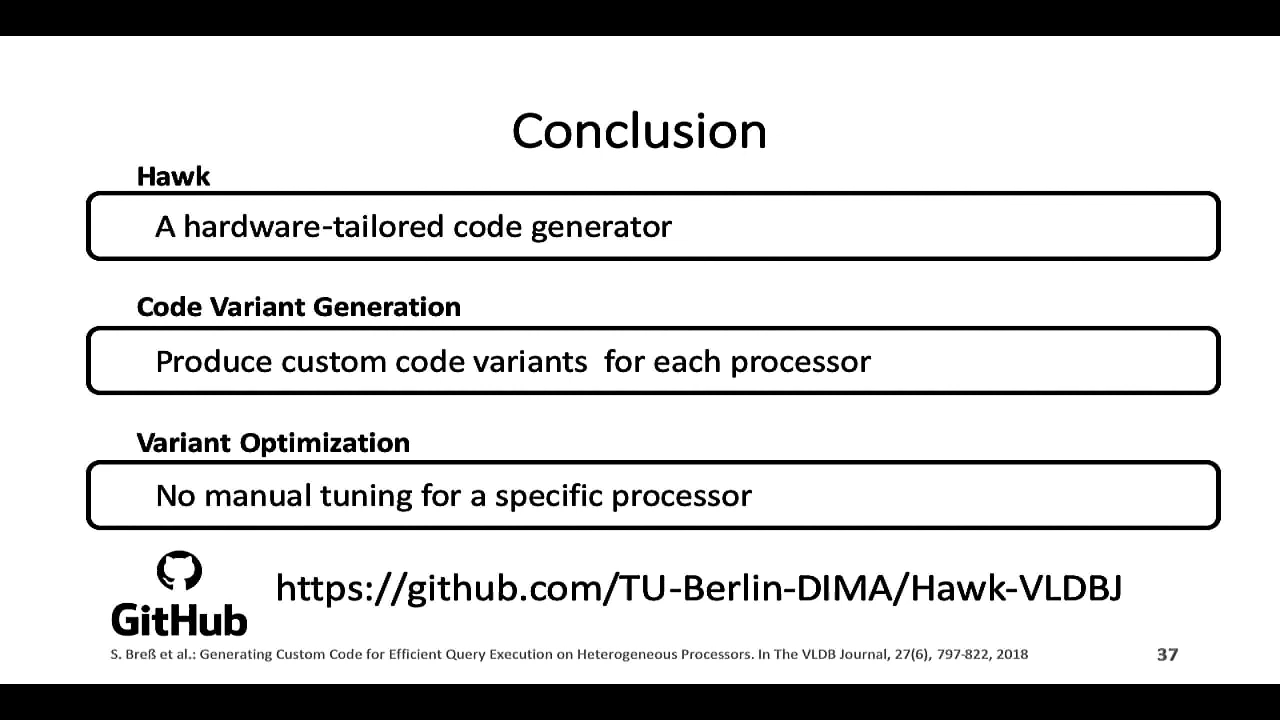 Conclusion
Hawk
A hardware-tailored code generator
Code Variant Generation
Produce custom code variants  for each processor
Variant Optimization
No manual tuning for a specific processor
GitHub
https://github.com/TU-Berlin-DIMA/Hawk-VLDBJ
S. Breß et al.: Generating Custom Code for Efficient Query Execution on Heterogeneous Processors. In The VLDB Journal, 27(6), 797-822, 2018
37